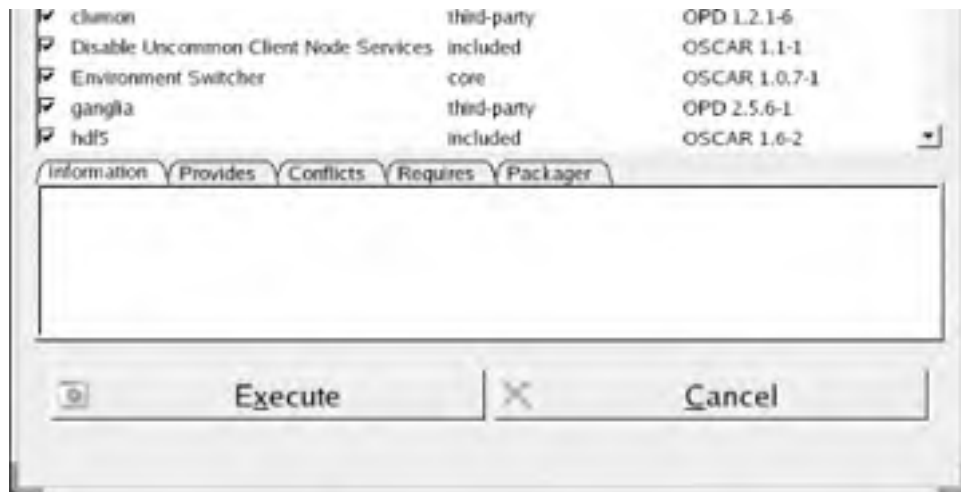 clumon third-party OPD 1.2.1-6
Disable Uncommon Client Node Services included OSCAR 1.1-1
Environment Switcher core OSCAR 1.0.7-1
ganglia third-party OPD 2.5.6-1
hdf5 included OSCAR 1.6-2
Information Provides Conflicts Requires Packager
Execute Cancel